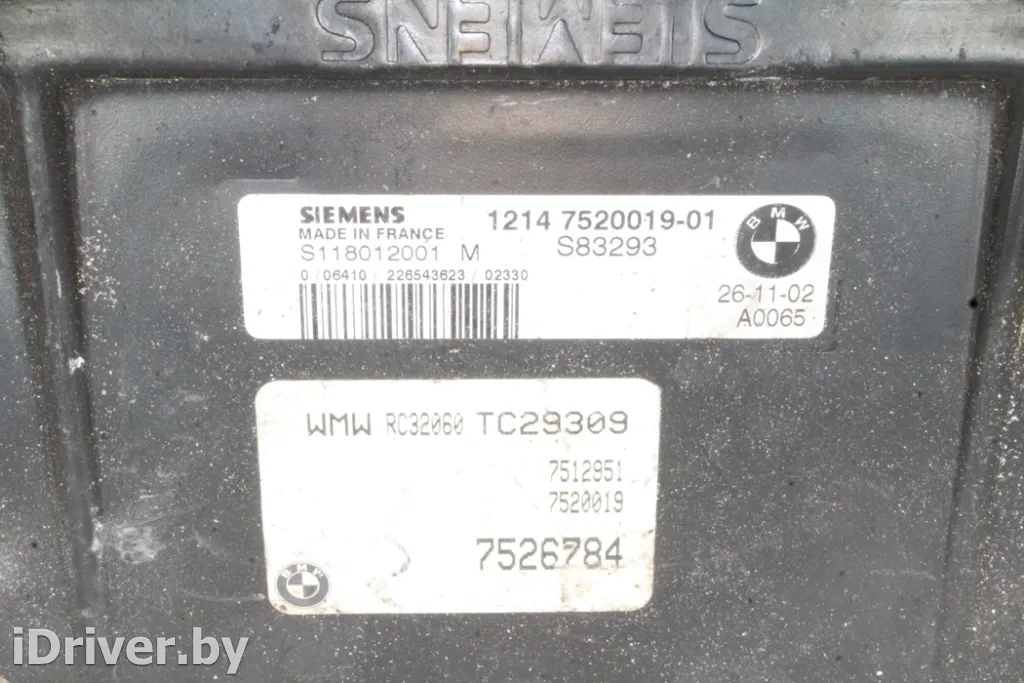 SIEMENS
SIEMENS 1214 7520019-01
MADE IN FRANCE
S118012001 M S83293
0 / 06410 / 226543623 / 02330
26-11-02
A0065
BMW
WMW RC32060 TC29309
7512951
7520019
7526784
BMW
iDriver.by